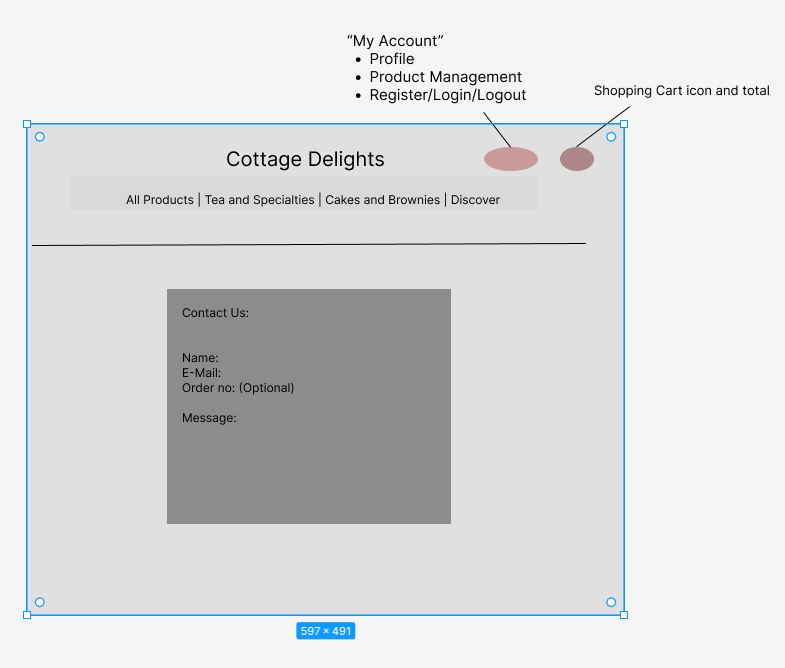 “My Account”
• Profile
• Product Management
• Register/Login/Logout
Shopping Cart icon and total
Cottage Delights
All Products | Tea and Specialties | Cakes and Brownies | Discover
Contact Us:
Name:
E-Mail:
Order no: (Optional)
Message:
597 × 491